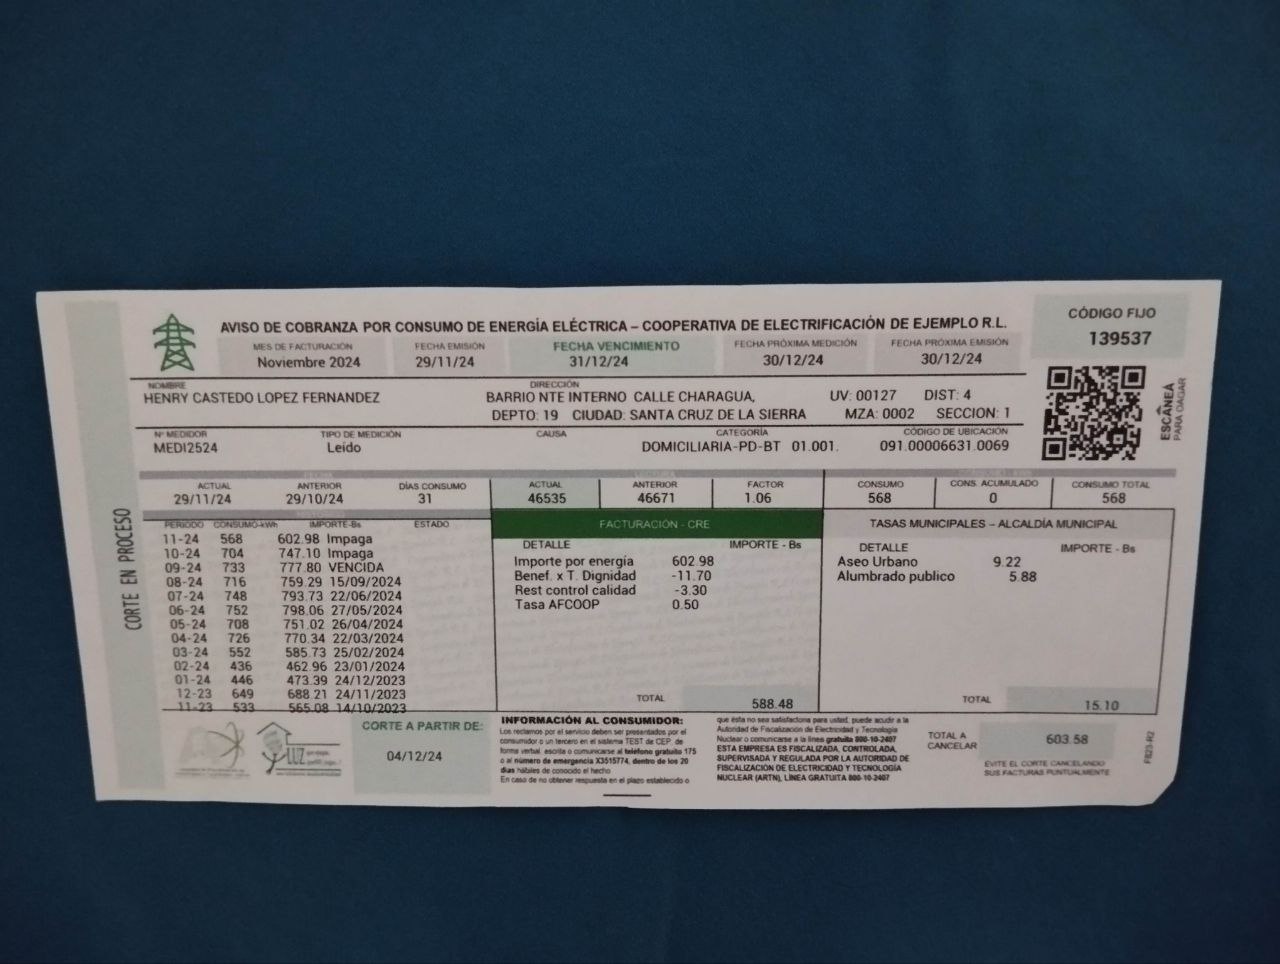 AVISO DE COBRANZA POR CONSUMO DE ENERGÍA ELÉCTRICA – COOPERATIVA DE ELECTRIFICACIÓN DE EJEMPLO R.L.
CÓDIGO FIJO
139537
MES DE FACTURACIÓN FECHA EMISIÓN FECHA VENCIMIENTO FECHA PRÓXIMA MEDICIÓN FECHA PRÓXIMA EMISIÓN
Noviembre 2024 29/11/24 31/12/24 30/12/24 30/12/24
ESCANEÁ
PARA PAGAR
NOMBRE DIRECCIÓN
HENRY CASTEDO LOPEZ FERNANDEZ BARRIO NTE INTERNO CALLE CHARAGUA, UV: 00127 DIST: 4
DEPTO: 19 CIUDAD: SANTA CRUZ DE LA SIERRA MZA: 0002 SECCION: 1
Nº MEDIDOR TIPO DE MEDICIÓN CAUSA CATEGORÍA CÓDIGO DE UBICACIÓN
MEDI2524 Leido DOMICILIARIA-PD-BT 01.001. 091.00006631.0069
FECHA LECTURA
ACTUAL ANTERIOR DÍAS CONSUMO ACTUAL ANTERIOR FACTOR CONSUMO CONS. ACUMULADO CONSUMO TOTAL
29/11/24 29/10/24 31 46535 46671 1.06 568 0 568
CORTE EN PROCESO
PERIODO CONSUMO-kWh IMPORTE-Bs ESTADO
11-24 568 602.98 Impaga
10-24 704 747.10 Impaga
09-24 733 777.80 VENCIDA
08-24 716 759.29 15/09/2024
07-24 748 793.73 22/06/2024
06-24 752 798.06 27/05/2024
05-24 708 751.02 26/04/2024
04-24 726 770.34 22/03/2024
03-24 552 585.73 25/02/2024
02-24 436 462.96 23/01/2024
01-24 446 473.39 24/12/2023
12-23 649 688.21 24/11/2023
11-23 533 565.08 14/10/2023
FACTURACIÓN - CRE
DETALLE IMPORTE - Bs
Importe por energía 602.98
Benef. x T. Dignidad -11.70
Rest control calidad -3.30
Tasa AFCOOP 0.50
TOTAL 588.48
TASAS MUNICIPALES – ALCALDÍA MUNICIPAL
DETALLE IMPORTE - Bs
Aseo Urbano 9.22
Alumbrado publico 5.88
TOTAL 15.10
LUZ
CORTE A PARTIR DE:
04/12/24
INFORMACIÓN AL CONSUMIDOR:
Los reclamos por el servicio deben ser presentados por el
consumidor o un tercero en el sistema TEST de CEP, de
forma verbal, escrita o comunicarse al teléfono gratuito 175
o al número de emergencia X3515774, dentro de los 20
días hábiles de conocido el hecho
En caso de no obtener respuesta en el plazo establecido o
que ésta no sea satisfactoria para usted, puede acudir a la
Autoridad de Fiscalización de Electricidad y Tecnología
Nuclear o comunicarse a la línea gratuita 800-10-2407
ESTA EMPRESA ES FISCALIZADA, CONTROLADA,
SUPERVISADA Y REGULADA POR LA AUTORIDAD DE
FISCALIZACIÓN DE ELECTRICIDAD Y TECNOLOGÍA
NUCLEAR (ARTN), LÍNEA GRATUITA 800-10-2407
TOTAL A
CANCELAR
603.58
EVITE EL CORTE CANCELANDO
SUS FACTURAS PUNTUALMENTE
F823-R2